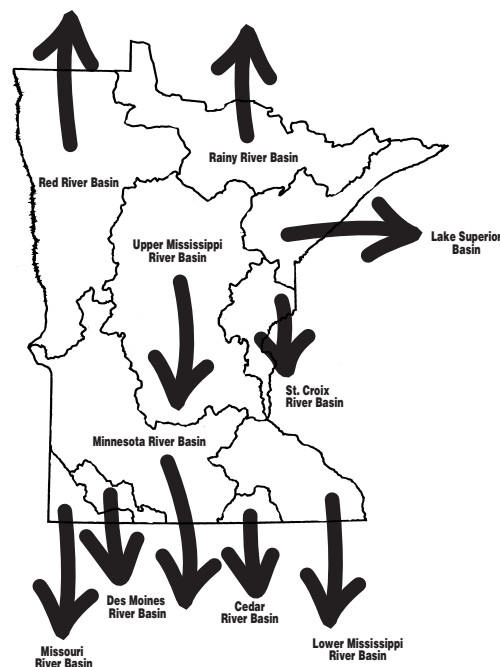 Rainy River Basin
Red River Basin
Lake Superior
Basin
Upper Mississippi
River Basin
St. Croix
River Basin
Minnesota River Basin
Des Moines
River Basin
Cedar
River Basin
Lower Mississippi
River Basin
Missouri
River Basin